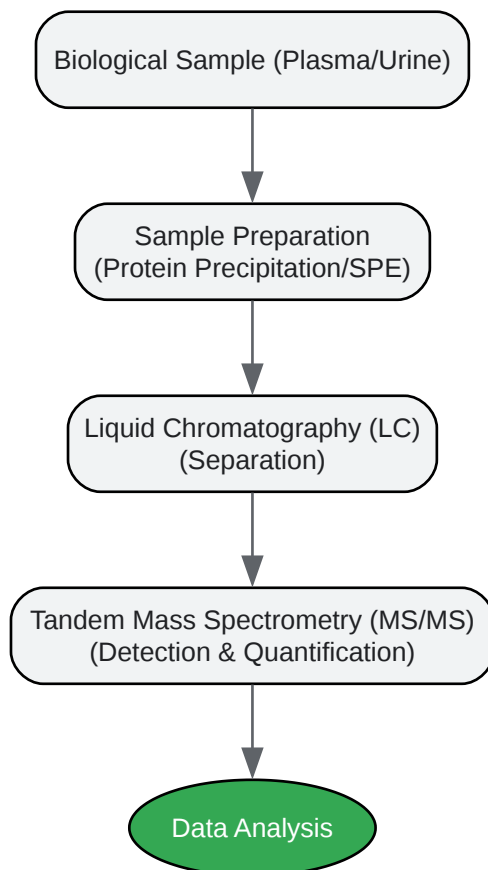 Biological Sample (Plasma/Urine)
Sample Preparation
(Protein Precipitation/SPE)
Liquid Chromatography (LC)
(Separation)
Tandem Mass Spectrometry (MS/MS)
(Detection & Quantification)
Data Analysis